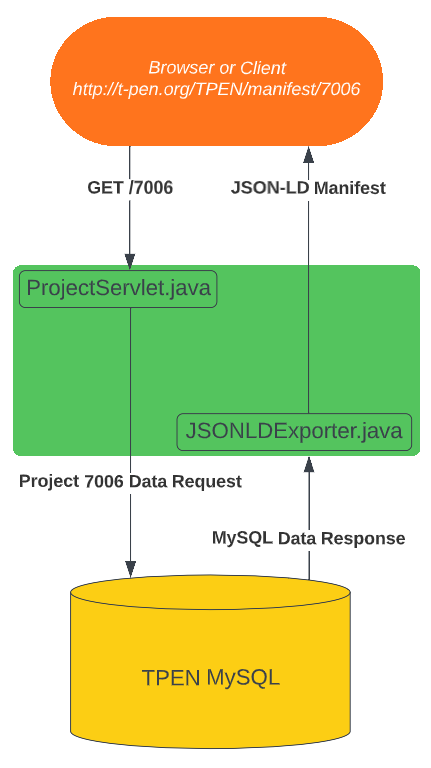 Browser or Client
http://t-pen.org/TPEN/manifest/7006
GET /7006
JSON-LD Manifest
ProjectServlet.java
JSONLDExporter.java
Project 7006 Data Request
MySQL Data Response
TPEN MySQL